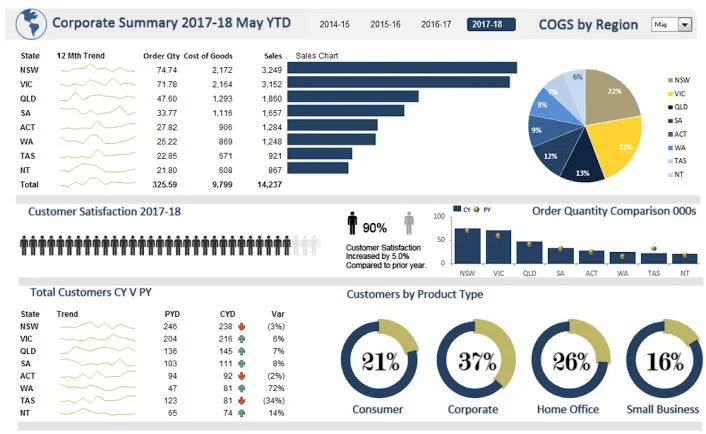 Corporate Summary 2017-18 May YTD
2014-15 2015-16 2016-17 2017-18
COGS by Region
May
State 12 Mth Trend Order Qty Cost of Goods Sales
NSW 74.74 2,172 3,249
VIC 71.78 2,164 3,152
QLD 47.60 1,293 1,860
SA 33.77 1,116 1,657
ACT 27.82 906 1,284
WA 25.22 869 1,248
TAS 22.85 671 921
NT 21.80 608 867
Total 325.59 9,799 14,237
Sales Chart
22%
22%
13%
12%
9%
9%
7%
6%
NSW
VIC
QLD
SA
ACT
WA
TAS
NT
Customer Satisfaction 2017-18
90%
Customer Satisfaction
Increased by 5.0%
Compared to prior year.
CY PY
Order Quantity Comparison 000s
100
50
0
NSW VIC QLD SA ACT WA TAS NT
Total Customers CY V PY
State Trend PYD CYD Var
NSW 246 238 (3%)
VIC 204 216 6%
QLD 136 145 7%
SA 103 111 8%
ACT 94 92 (2%)
WA 47 81 72%
TAS 123 81 (34%)
NT 65 74 14%
Customers by Product Type
21% 37% 26% 16%
Consumer Corporate Home Office Small Business